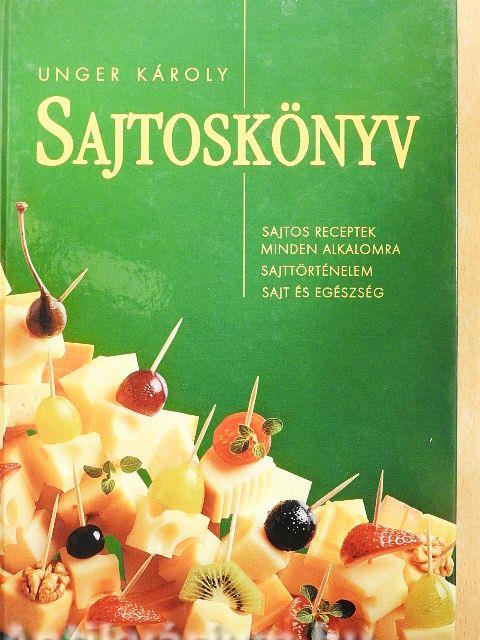 UNGER KÁROLY
SAJTOSKÖNYV
SAJTOS RECEPTEK
MINDEN ALKALOMRA
SAJTTÖRTÉNELEM
SAJT ÉS EGÉSZSÉG